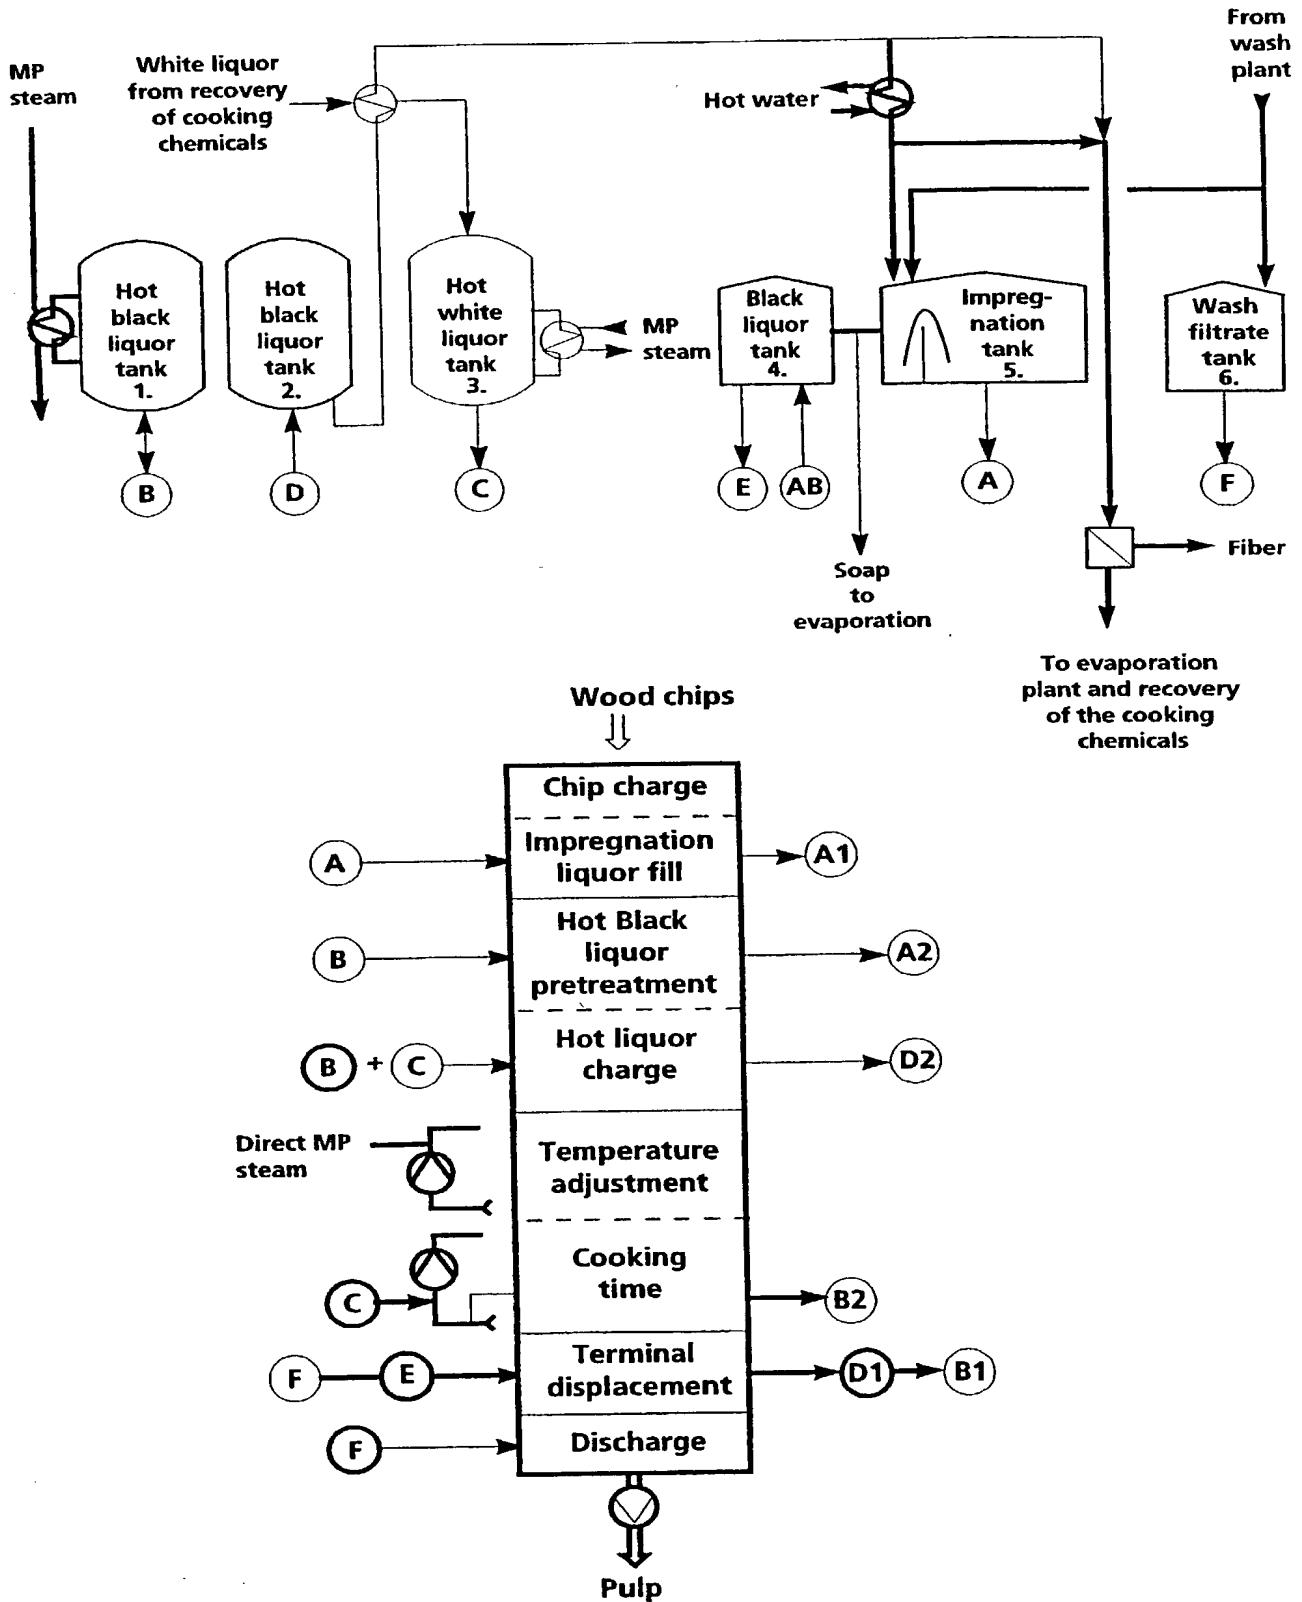 From
wash
plant
MP
steam
White liquor
from recovery
of cooking
chemicals
Hot water
Hot
black
liquor
tank
1.
Hot
black
liquor
tank
2.
Hot
white
liquor
tank
3.
MP
steam
Black
liquor
tank
4.
Impreg-
nation
tank
5.
Wash
filtrate
tank
6.
B
D
C
E
AB
A
F
Fiber
Soap
to
evaporation
To evaporation
plant and recovery
of the cooking
chemicals
Wood chips
Chip charge
A
Impregnation
liquor fill
A1
B
Hot Black
liquor
pretreatment
A2
B + C
Hot liquor
charge
D2
Direct MP
steam
Temperature
adjustment
C
Cooking
time
B2
F
E
Terminal
displacement
D1
B1
F
Discharge
Pulp